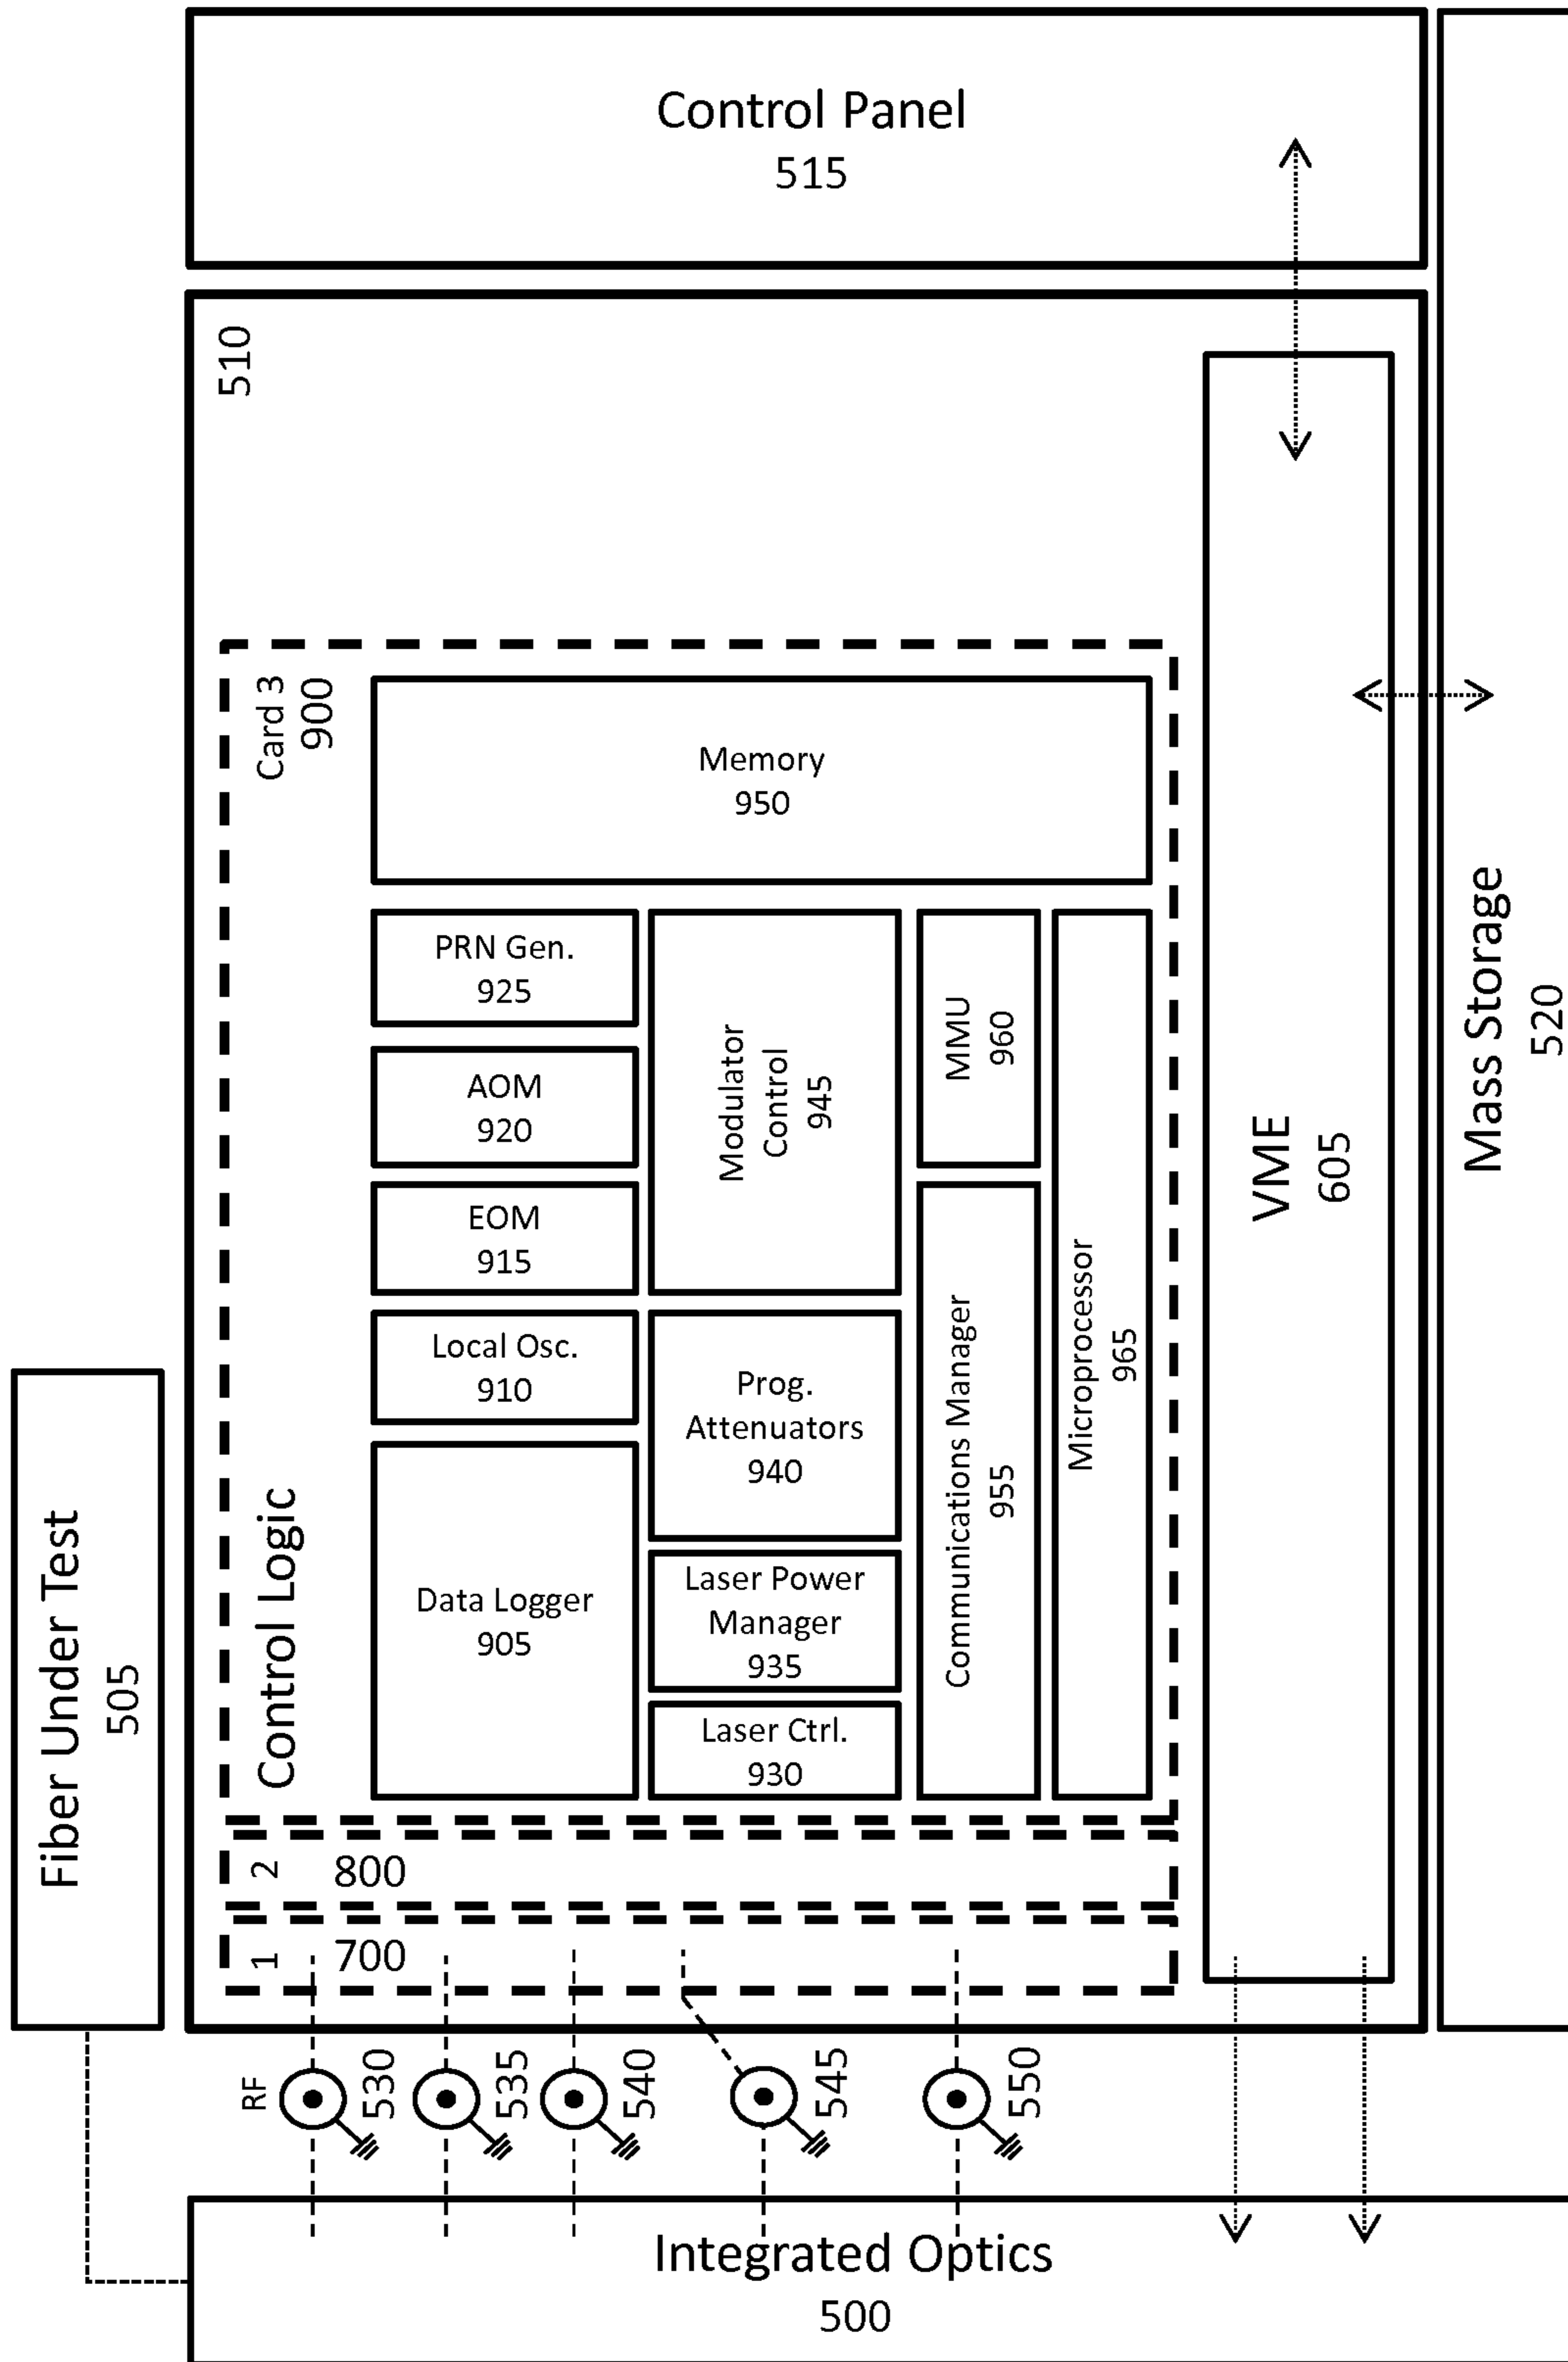 Control Panel
515
510
Card 3
900
Memory
950
PRN Gen.
925
AOM
920
EOM
915
Local Osc.
910
Data Logger
905
Modulator
Control
945
Prog.
Attenuators
940
Laser Power
Manager
935
Laser Ctrl.
930
MMU
960
Communications Manager
955
Microprocessor
965
Control Logic
VME
605
Mass Storage
520
Fiber Under Test
505
2
800
1
700
RF
530
535
540
545
550
Integrated Optics
500